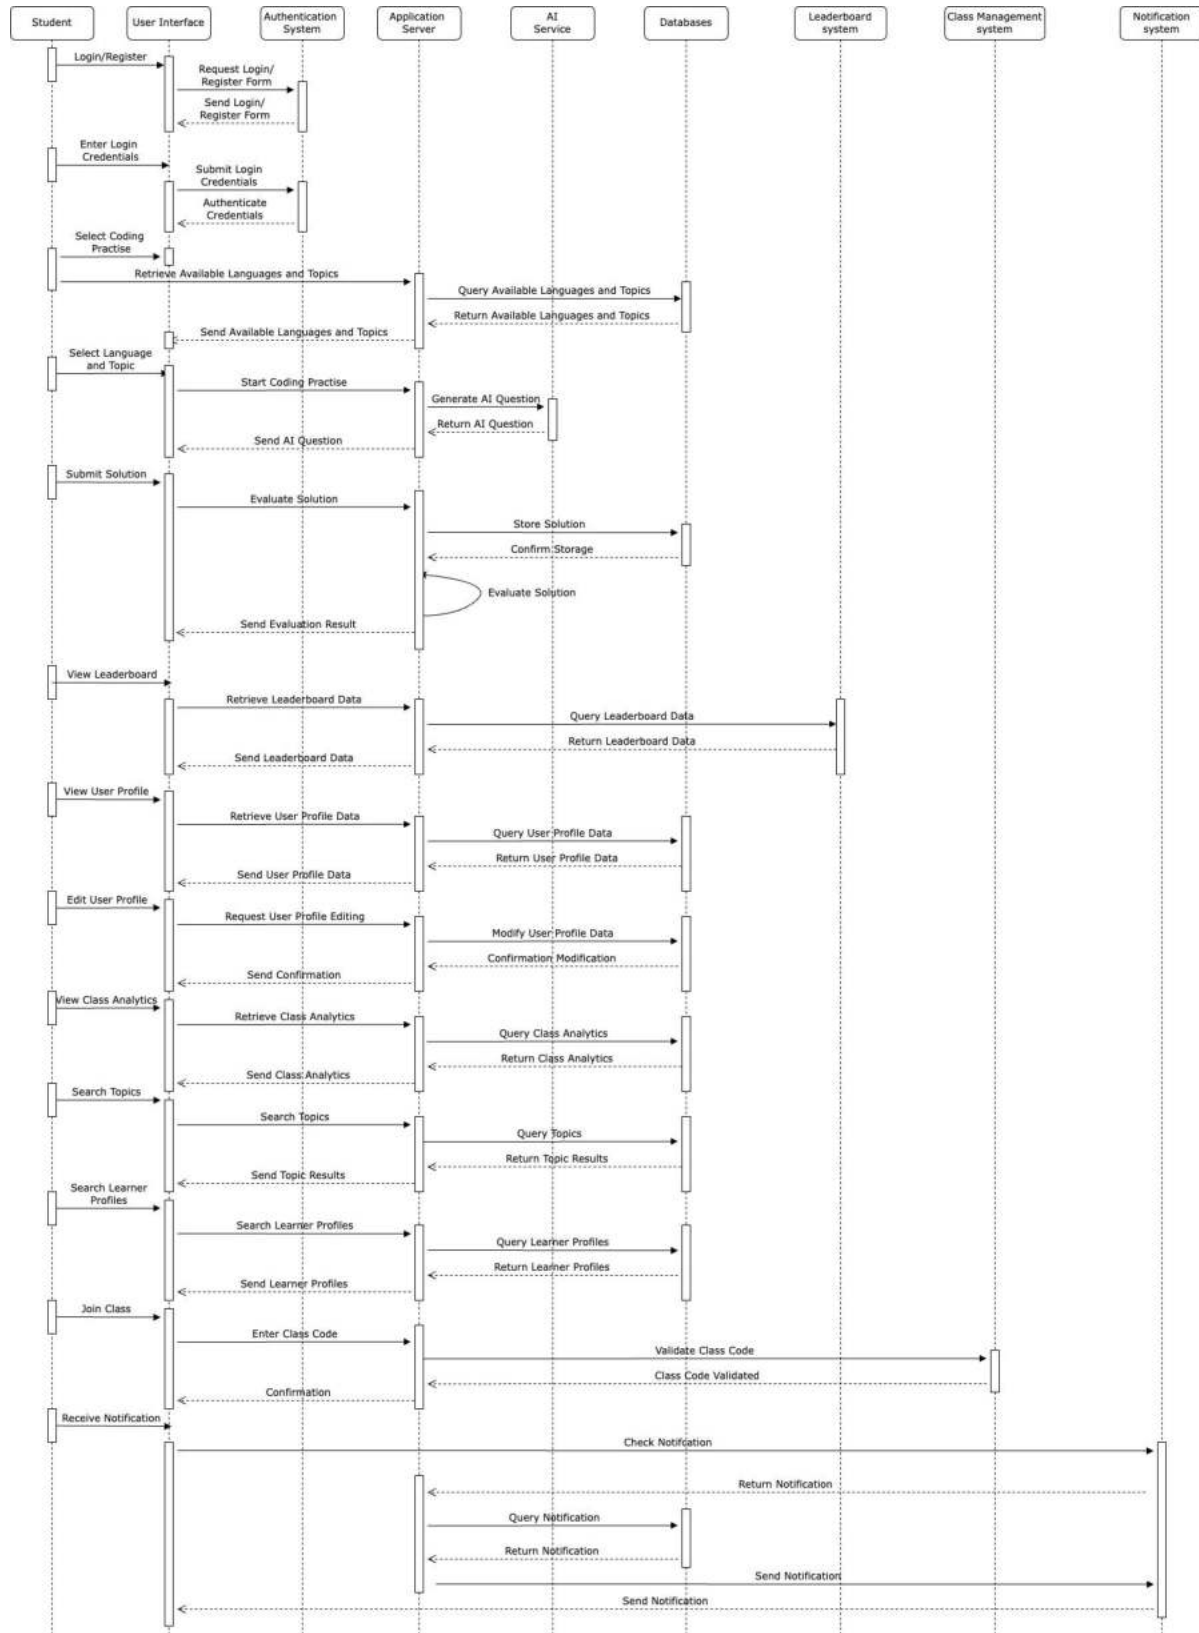 Student
User Interface
Authentication
System
Application
Server
AI
Service
Databases
Leaderboard
system
Class Management
system
Notification
system
Login/Register
Request Login/
Register Form
Send Login/
Register Form
Enter Login
Credentials
Submit Login
Credentials
Authenticate
Credentials
Select Coding
Practise
Retrieve Available Languages and Topics
Query Available Languages and Topics
Return Available Languages and Topics
Send Available Languages and Topics
Select Language
and Topic
Start Coding Practise
Generate AI Question
Return AI Question
Send AI Question
Submit Solution
Evaluate Solution
Store Solution
Confirm Storage
Evaluate Solution
Send Evaluation Result
View Leaderboard
Retrieve Leaderboard Data
Query Leaderboard Data
Return Leaderboard Data
Send Leaderboard Data
View User Profile
Retrieve User Profile Data
Query User Profile Data
Return User Profile Data
Send User Profile Data
Edit User Profile
Request User Profile Editing
Modify User Profile Data
Confirmation Modification
Send Confirmation
View Class Analytics
Retrieve Class Analytics
Query Class Analytics
Return Class Analytics
Send Class Analytics
Search Topics
Search Topics
Query Topics
Return Topic Results
Send Topic Results
Search Learner
Profiles
Search Learner Profiles
Query Learner Profiles
Return Learner Profiles
Send Learner Profiles
Join Class
Enter Class Code
Validate Class Code
Class Code Validated
Confirmation
Receive Notification
Check Notifcation
Return Notification
Query Notification
Return Notification
Send Notification
Send Notification